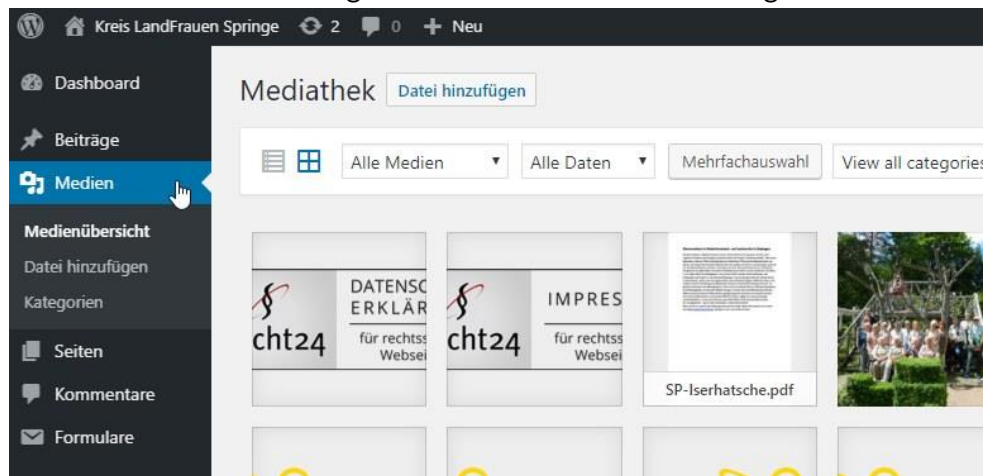 Kreis LandFrauen Springe 2 0 + Neu
Dashboard
Beiträge
Medien
Medienübersicht
Datei hinzufügen
Kategorien
Seiten
Kommentare
Formulare
Mediathek Datei hinzufügen
Alle Medien Alle Daten Mehrfachauswahl View all categories
DATENSC
ERKLÄR
cht24 für rechtss
Websei
IMPRES
cht24 für rechtss
Websei
SP-Iserhatsche.pdf